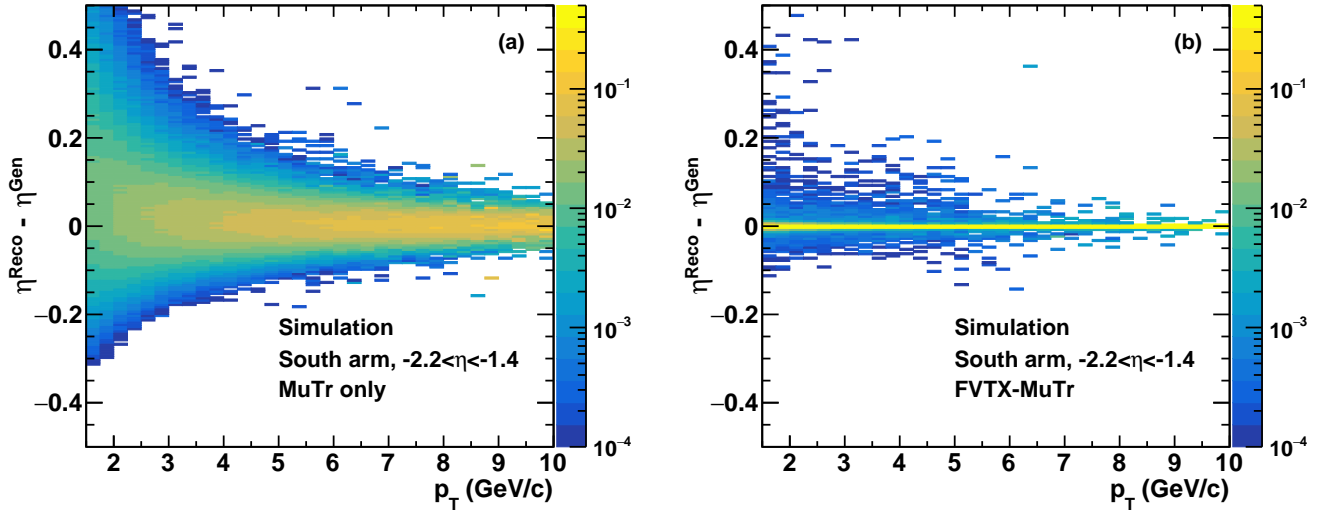 (a)
0.4
0.2
0
−0.2
−0.4
η^Reco - η^Gen
Simulation
South arm, -2.2<η<-1.4
MuTr only
2 3 4 5 6 7 8 9 10
p_T (GeV/c)
10^−1
10^−2
10^−3
10^−4
(b)
0.4
0.2
0
−0.2
−0.4
η^Reco - η^Gen
Simulation
South arm, -2.2<η<-1.4
FVTX-MuTr
2 3 4 5 6 7 8 9 10
p_T (GeV/c)
10^−1
10^−2
10^−3
10^−4